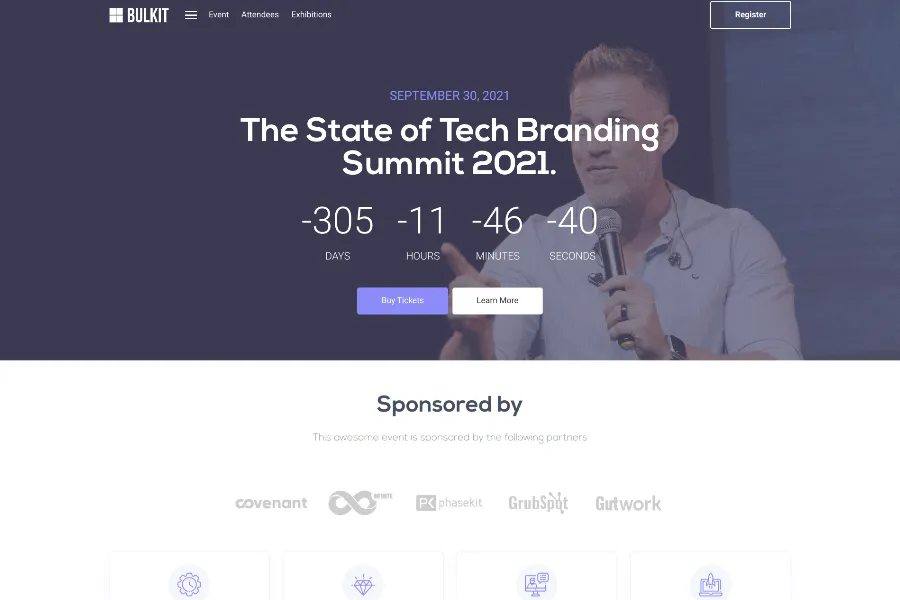 BULKIT
Event
Attendees
Exhibitions
Register
SEPTEMBER 30, 2021
The State of Tech Branding
Summit 2021.
-305 -11 -46 -40
DAYS HOURS MINUTES SECONDS
Buy Tickets
Learn More
Sponsored by
This awesome event is sponsored by the following partners
covenant
INFINITE
PK phasekit
GrubSpot
Gutwork